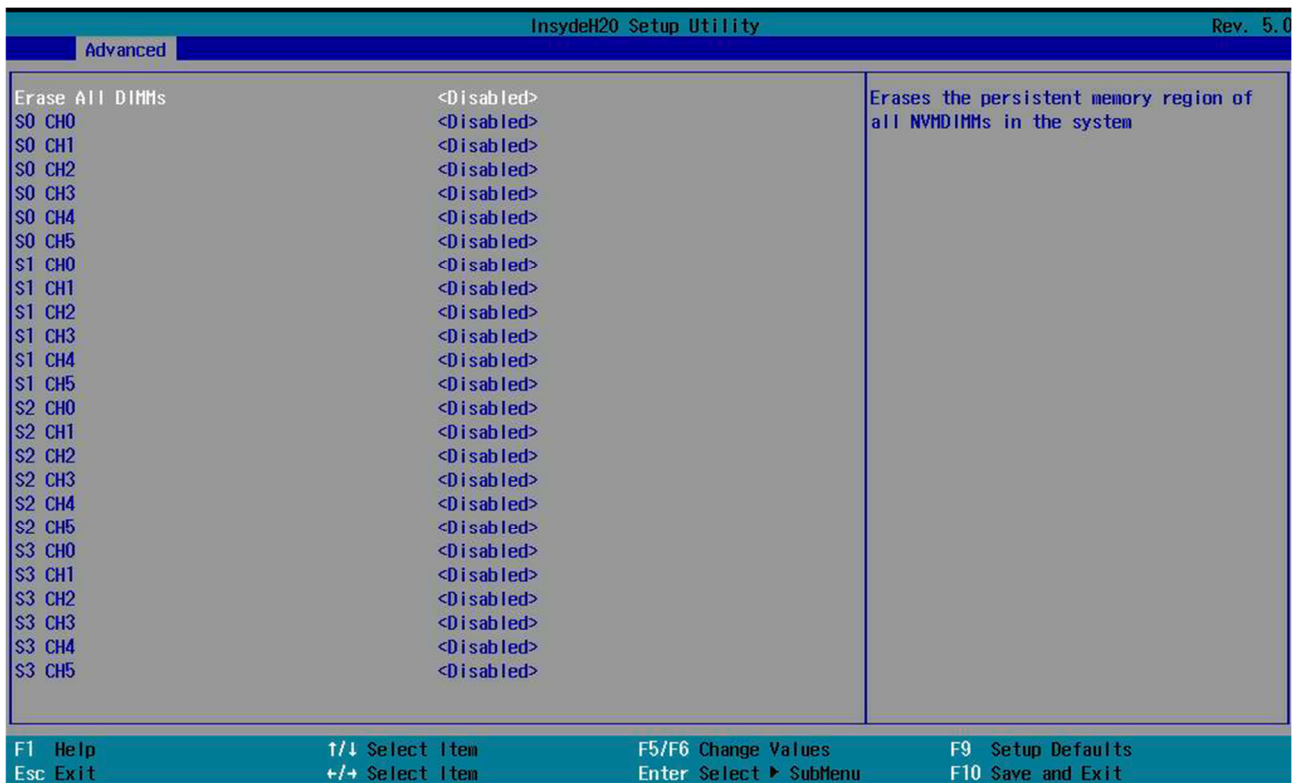 InsydeH2O Setup Utility Rev. 5.0
Advanced
Erase All DIMMs <Disabled> Erases the persistent memory region of
S0 CH0 <Disabled> all NVMDIMMs in the system
S0 CH1 <Disabled>
S0 CH2 <Disabled>
S0 CH3 <Disabled>
S0 CH4 <Disabled>
S0 CH5 <Disabled>
S1 CH0 <Disabled>
S1 CH1 <Disabled>
S1 CH2 <Disabled>
S1 CH3 <Disabled>
S1 CH4 <Disabled>
S1 CH5 <Disabled>
S2 CH0 <Disabled>
S2 CH1 <Disabled>
S2 CH2 <Disabled>
S2 CH3 <Disabled>
S2 CH4 <Disabled>
S2 CH5 <Disabled>
S3 CH0 <Disabled>
S3 CH1 <Disabled>
S3 CH2 <Disabled>
S3 CH3 <Disabled>
S3 CH4 <Disabled>
S3 CH5 <Disabled>
F1 Help ↑/↓ Select Item F5/F6 Change Values F9 Setup Defaults
Esc Exit ←/→ Select Item Enter Select ▶ SubMenu F10 Save and Exit